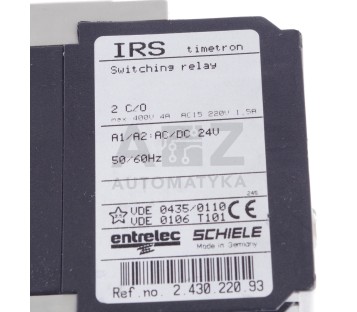 IRS timetron
Switching relay
2 C/O
max 400V 4A AC15 220V 1.5A
A1/A2: AC/DC 24V
50/60Hz
AUTOMATYKA
VDE 0435/0110 CE
VDE 0106 T101
entrelec SCHIELE
Made in Germany
Ref.no. 2.430.220.93